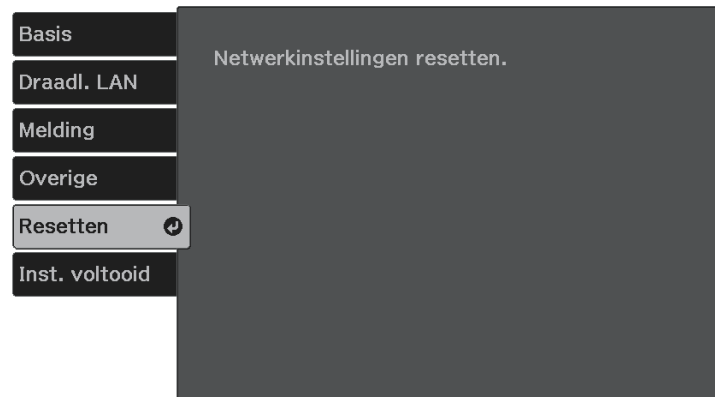 Basis
Draadl. LAN
Melding
Overige
Resetten
Inst. voltooid
Netwerkinstellingen resetten.